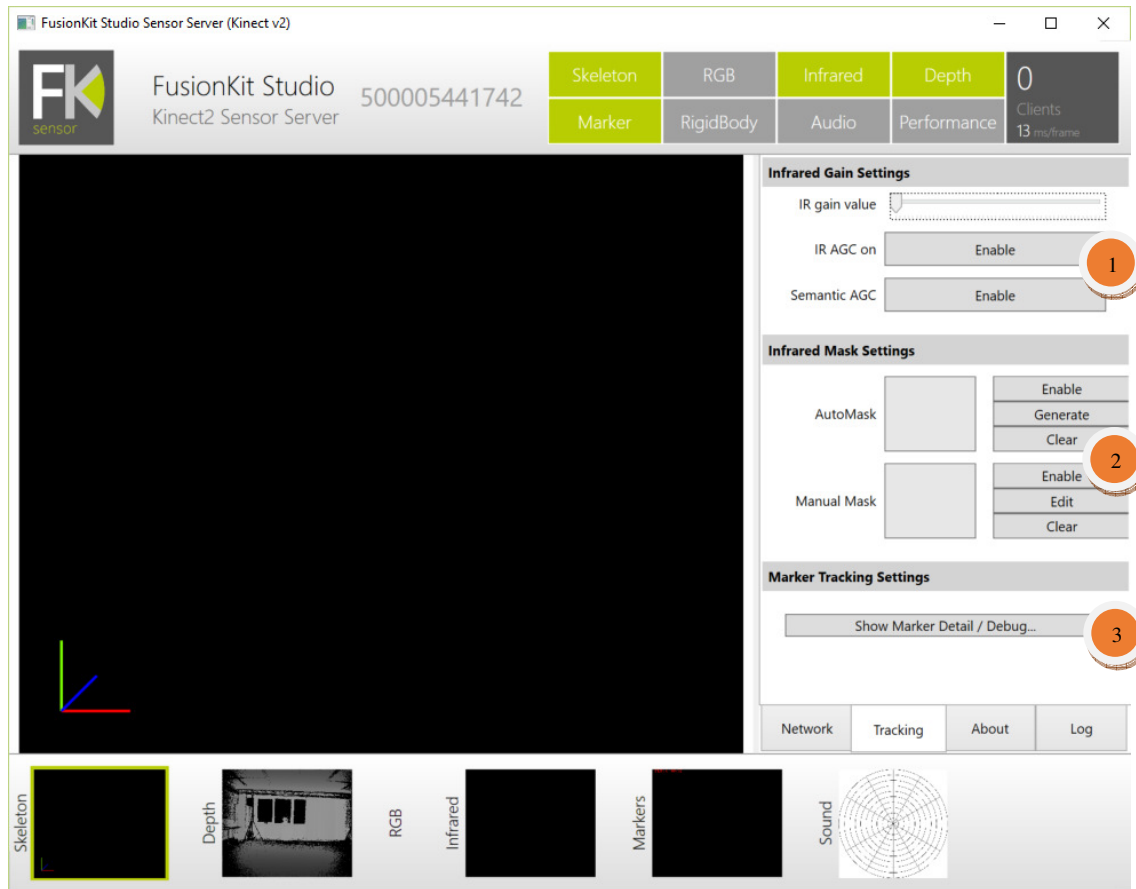 FusionKit Studio Sensor Server (Kinect v2)
FK
sensor
FusionKit Studio
Kinect2 Sensor Server
500005441742
Skeleton RGB Infrared Depth
Marker RigidBody Audio Performance
0
Clients
13 ms/frame
Infrared Gain Settings
IR gain value
IR AGC on Enable
1
Semantic AGC Enable
Infrared Mask Settings
AutoMask
Enable
Generate
Clear
2
Manual Mask
Enable
Edit
Clear
Marker Tracking Settings
Show Marker Detail / Debug...
3
Network Tracking About Log
Skeleton
Depth
RGB
Infrared
Markers
Sound